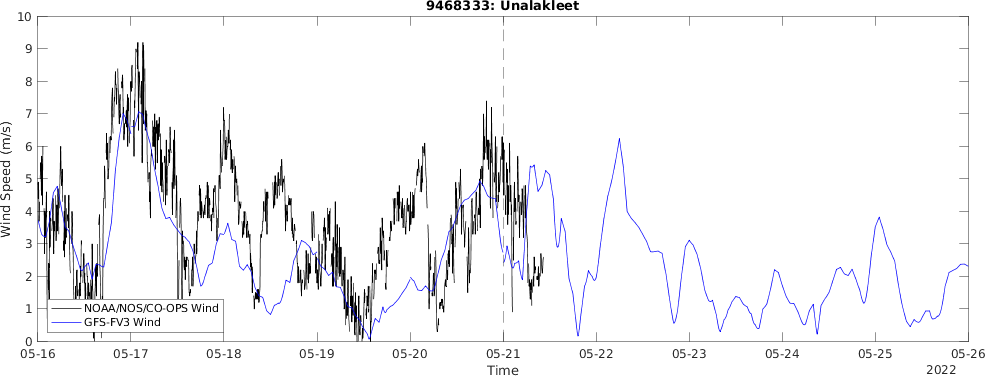 9468333: Unalakleet
10
9
8
7
6
5
4
3
2
1
0
Wind Speed (m/s)
NOAA/NOS/CO-OPS Wind
GFS-FV3 Wind
05-16 05-17 05-18 05-19 05-20 05-21 05-22 05-23 05-24 05-25 05-26
Time
2022